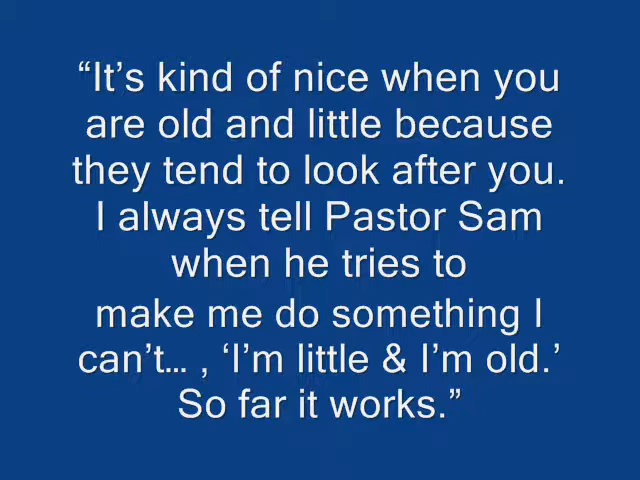 “It’s kind of nice when you
are old and little because
they tend to look after you.
I always tell Pastor Sam
when he tries to
make me do something I
can’t… , ‘I’m little & I’m old.’
So far it works.”